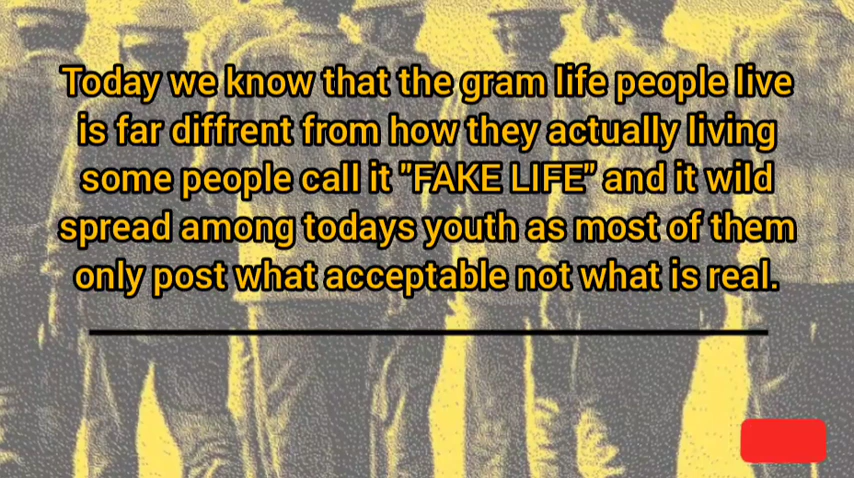 Today we know that the gram life people live
is far diffrent from how they actually living
some people call it "FAKE LIFE" and it wild
spread among todays youth as most of them
only post what acceptable not what is real.